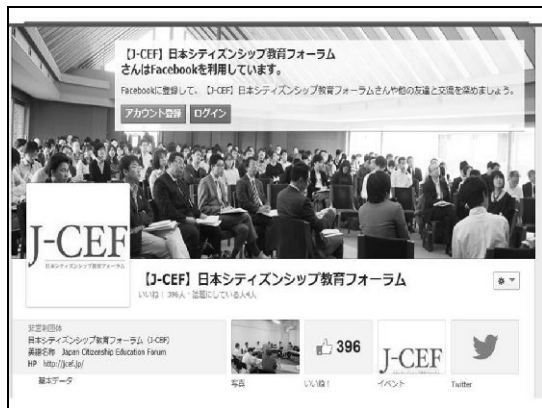 【J-CEF】日本シティズンシップ教育フォーラム
さんはFacebookを利用しています。
Facebookに登録して、【J-CEF】日本シティズンシップ教育フォーラムさんや他の友達と交流を深めましょう。
アカウント登録 ログイン
J-CEF
日本シティズンシップ教育フォーラム
【J-CEF】日本シティズンシップ教育フォーラム
いいね! 396人・話題にしている人4人
非営利団体
日本シティズンシップ教育フォーラム (J-CEF)
英語名称 Japan Citizenship Education Forum
HP http://jcef.jp/
基本データ
写真
396
いいね!
J-CEF
イベント
Twitter